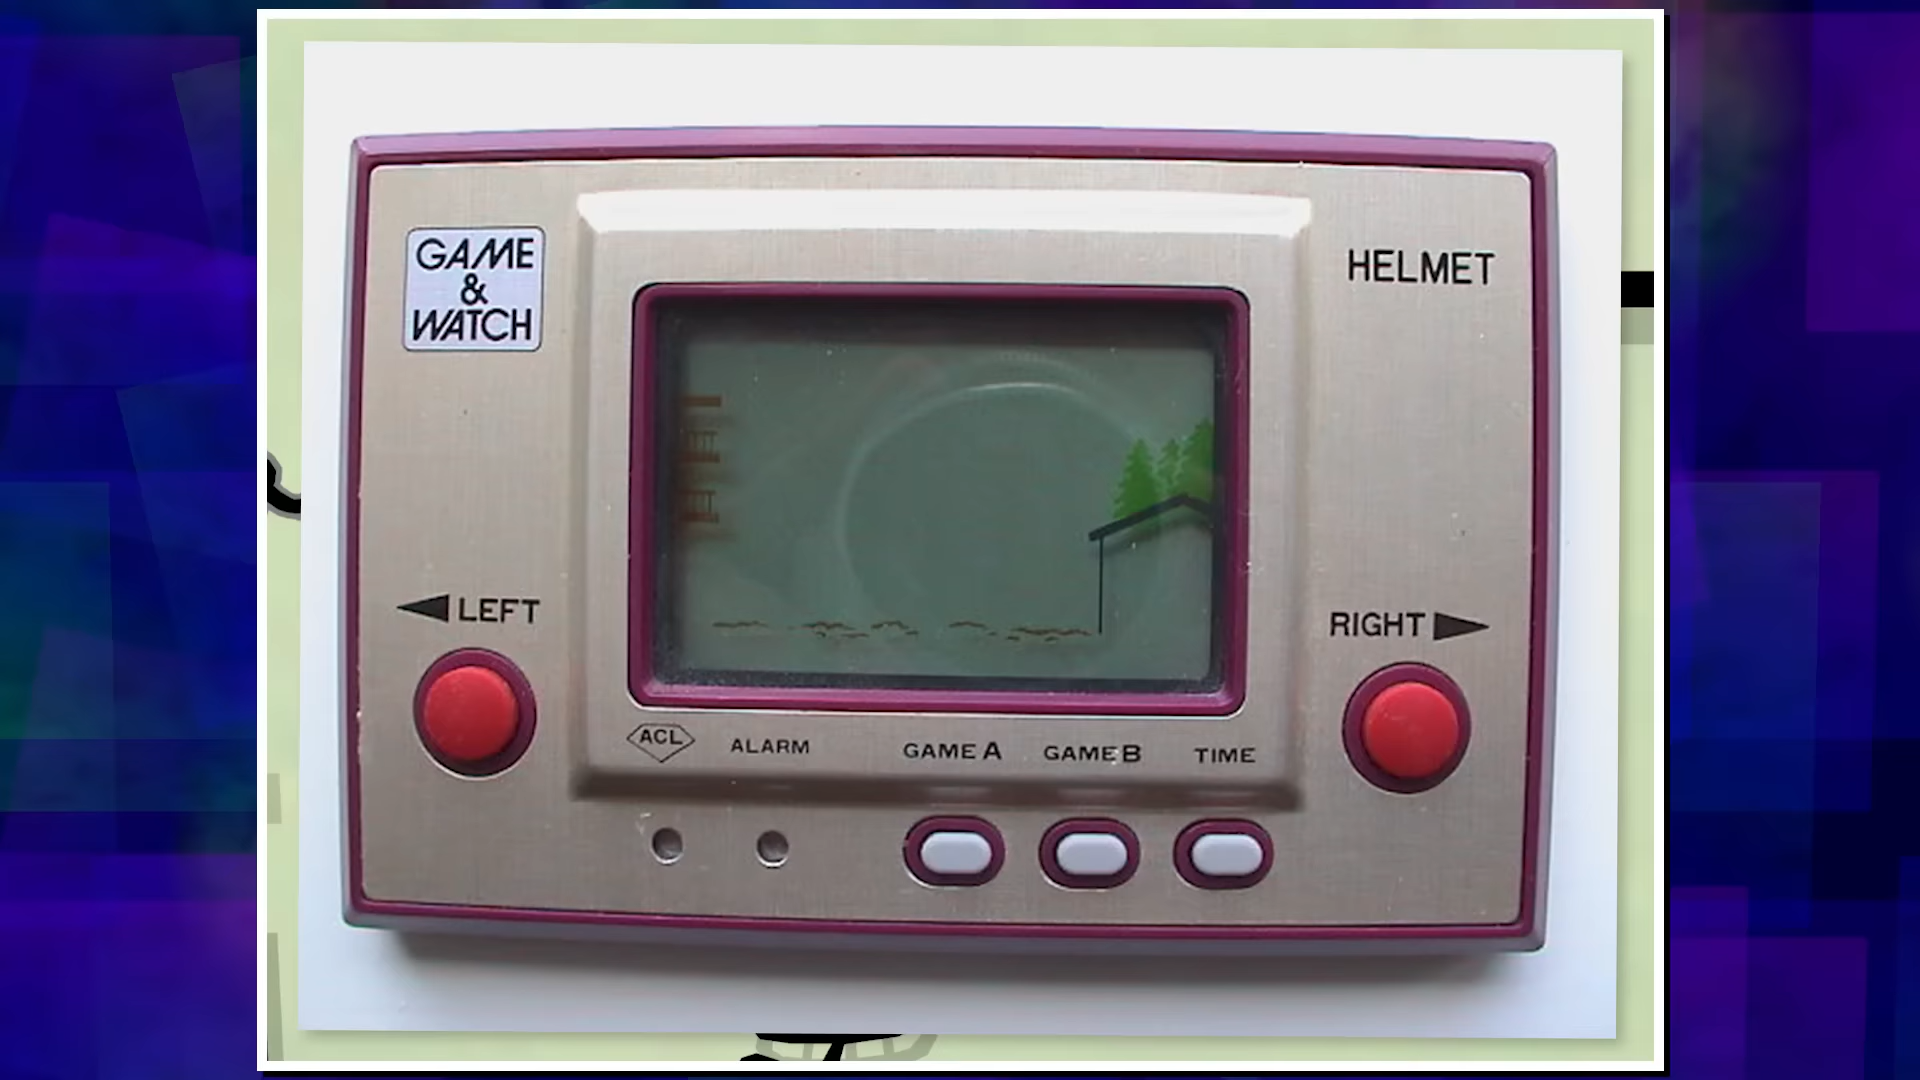 GAME
&
WATCH
HELMET
LEFT
RIGHT
ACL
ALARM
GAME A
GAME B
TIME